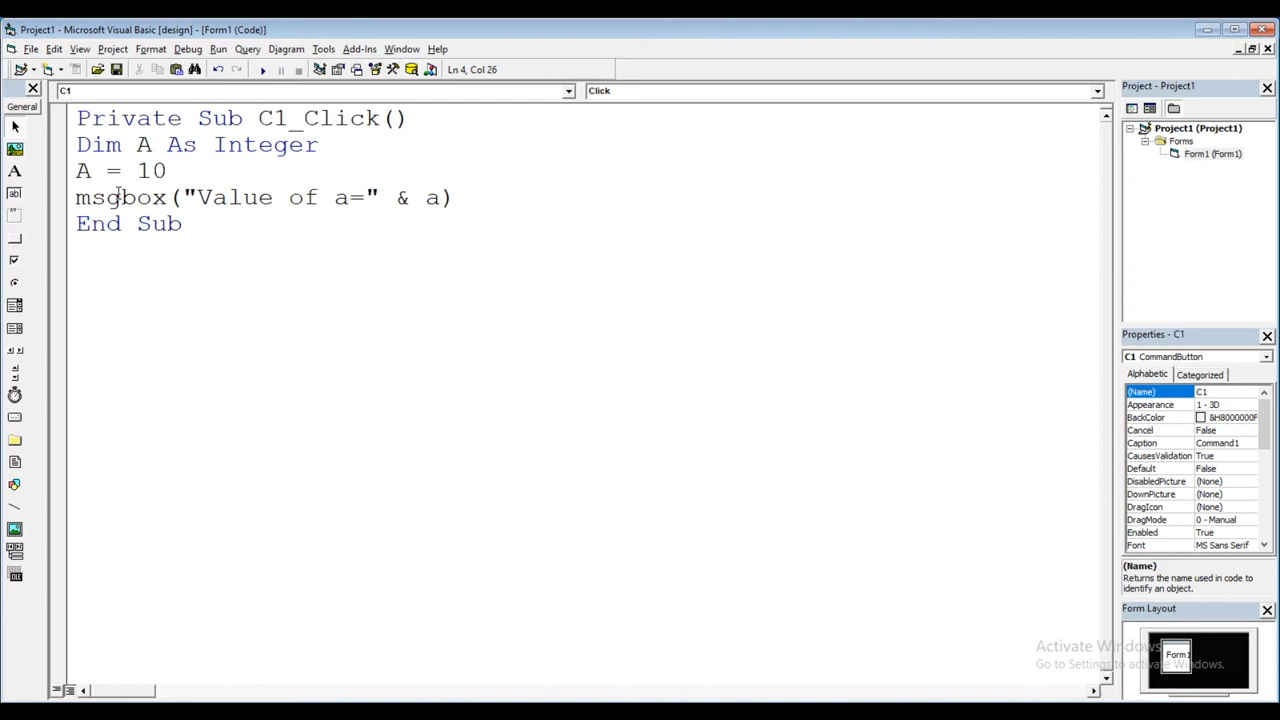 Project1 - Microsoft Visual Basic [design] - [Form1 (Code)]
File Edit View Project Format Debug Run Query Diagram Tools Add-Ins Window Help
Ln 4, Col 26
General
C1 Click
Private Sub C1_Click()
Dim A As Integer
A = 10
msgbox("Value of a=" & a)
End Sub
Project - Project1
Project1 (Project1)
Forms
Form1 (Form1)
Properties - C1
C1 CommandButton
Alphabetic Categorized
(Name) C1
Appearance 1 - 3D
BackColor &H8000000F
Cancel False
Caption Command1
CausesValidation True
Default False
DisabledPicture (None)
DownPicture (None)
DragIcon (None)
DragMode 0 - Manual
Enabled True
Font MS Sans Serif
(Name)
Returns the name used in code to
identify an object.
Form Layout
Form1
Activate Windows
Go to Settings to activate Windows.